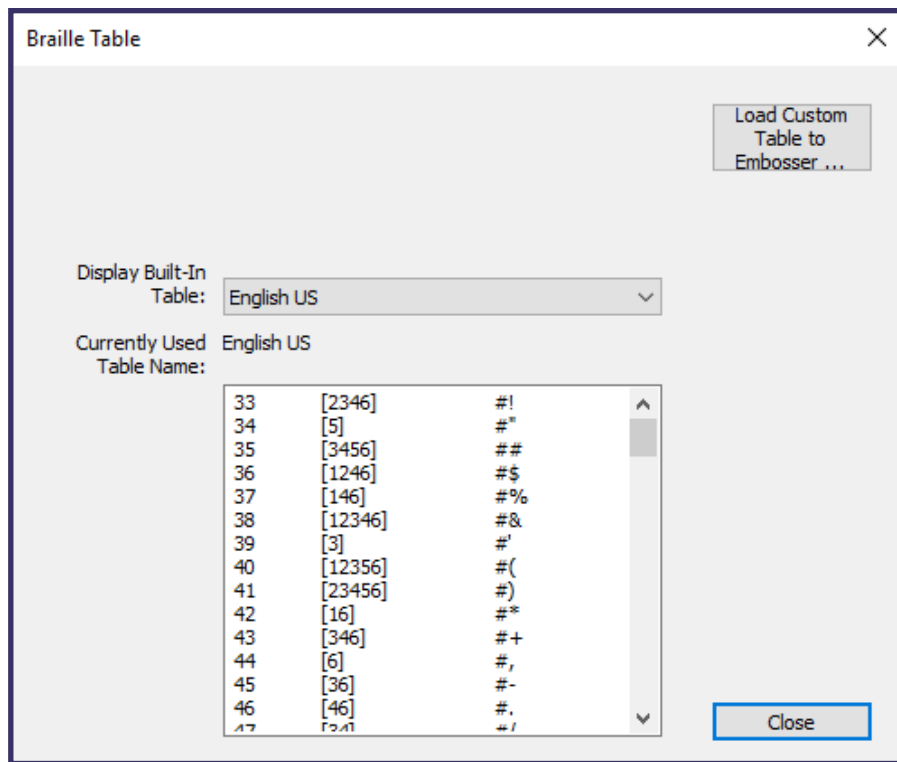 Braille Table
Load Custom
Table to
Embosser ...
Display Built-In
Table:
English US
Currently Used
Table Name:
English US
33 [2346] #!
34 [5] #"
35 [3456] ##
36 [1246] #$
37 [146] #%
38 [12346] #&
39 [3] #'
40 [12356] #(
41 [23456] #)
42 [16] #*
43 [346] #+
44 [6] #,
45 [36] #-
46 [46] #.
47 [34] #/
Close